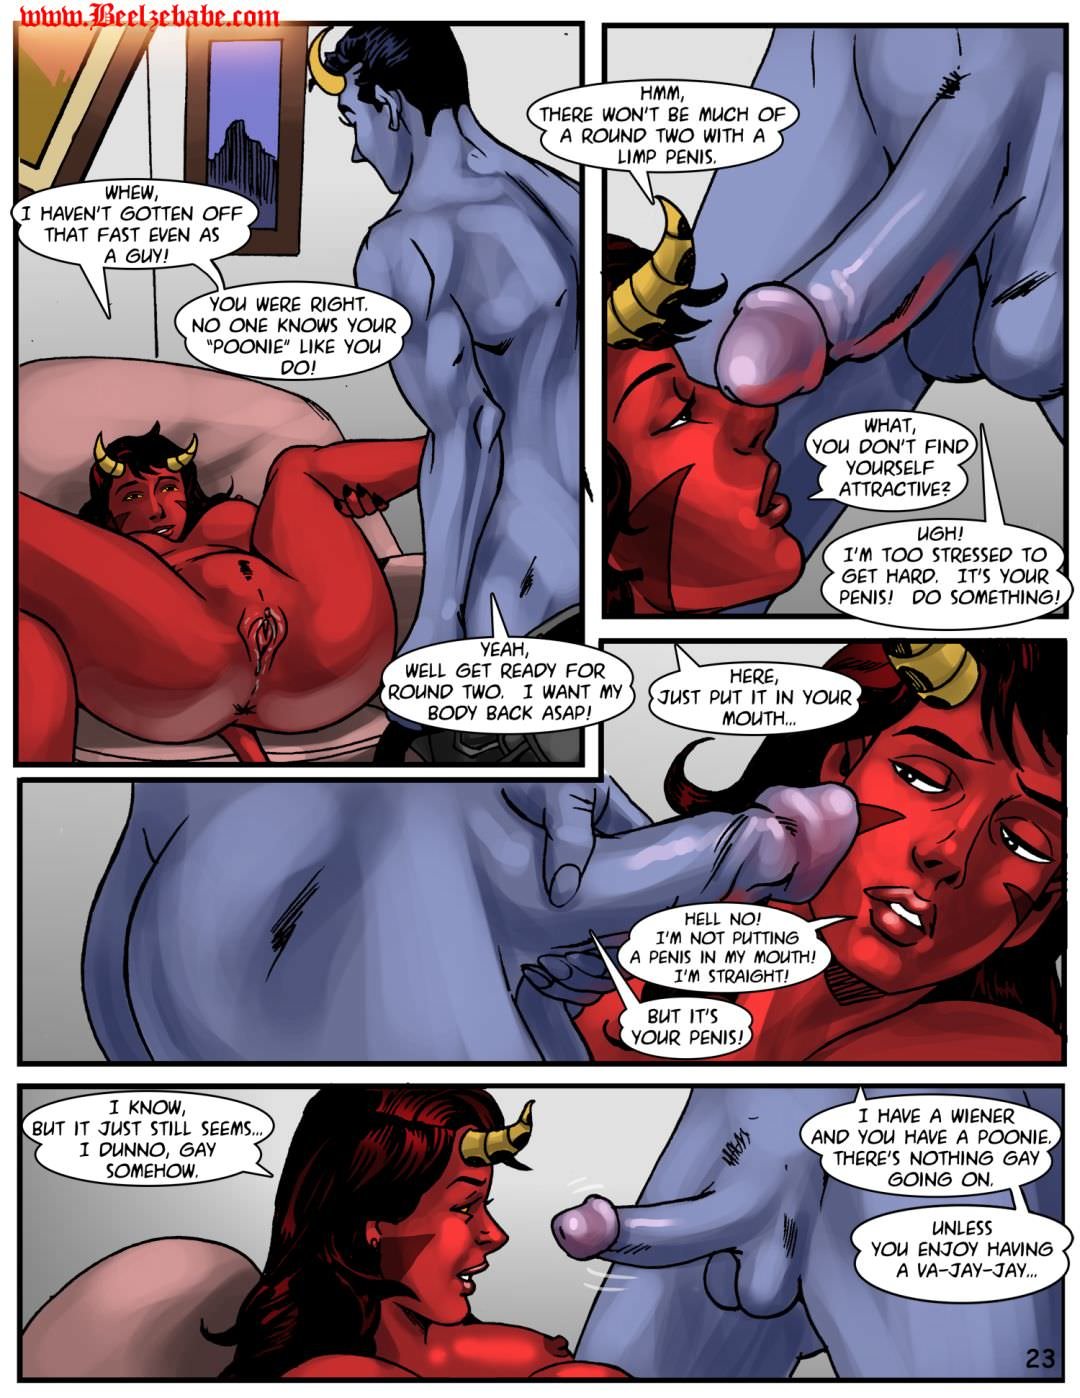 www.Beelzebabe.com
WHEW,
I HAVEN'T GOTTEN OFF
THAT FAST EVEN AS
A GUY!
YOU WERE RIGHT.
NO ONE KNOWS YOUR
"POONIE" LIKE YOU
DO!
YEAH,
WELL GET READY FOR
ROUND TWO. I WANT MY
BODY BACK ASAP!
HMM,
THERE WON'T BE MUCH OF
A ROUND TWO WITH A
LIMP PENIS.
WHAT,
YOU DON'T FIND
YOURSELF
ATTRACTIVE?
UGH!
I'M TOO STRESSED TO
GET HARD. IT'S YOUR
PENIS! DO SOMETHING!
HERE,
JUST PUT IT IN YOUR
MOUTH...
HELL NO!
I'M NOT PUTTING
A PENIS IN MY MOUTH!
I'M STRAIGHT!
BUT IT'S
YOUR PENIS!
I KNOW,
BUT IT JUST STILL SEEMS...
I DUNNO, GAY
SOMEHOW.
I HAVE A WIENER
AND YOU HAVE A POONIE.
THERE'S NOTHING GAY
GOING ON.
UNLESS
YOU ENJOY HAVING
A VA-JAY-JAY...
23